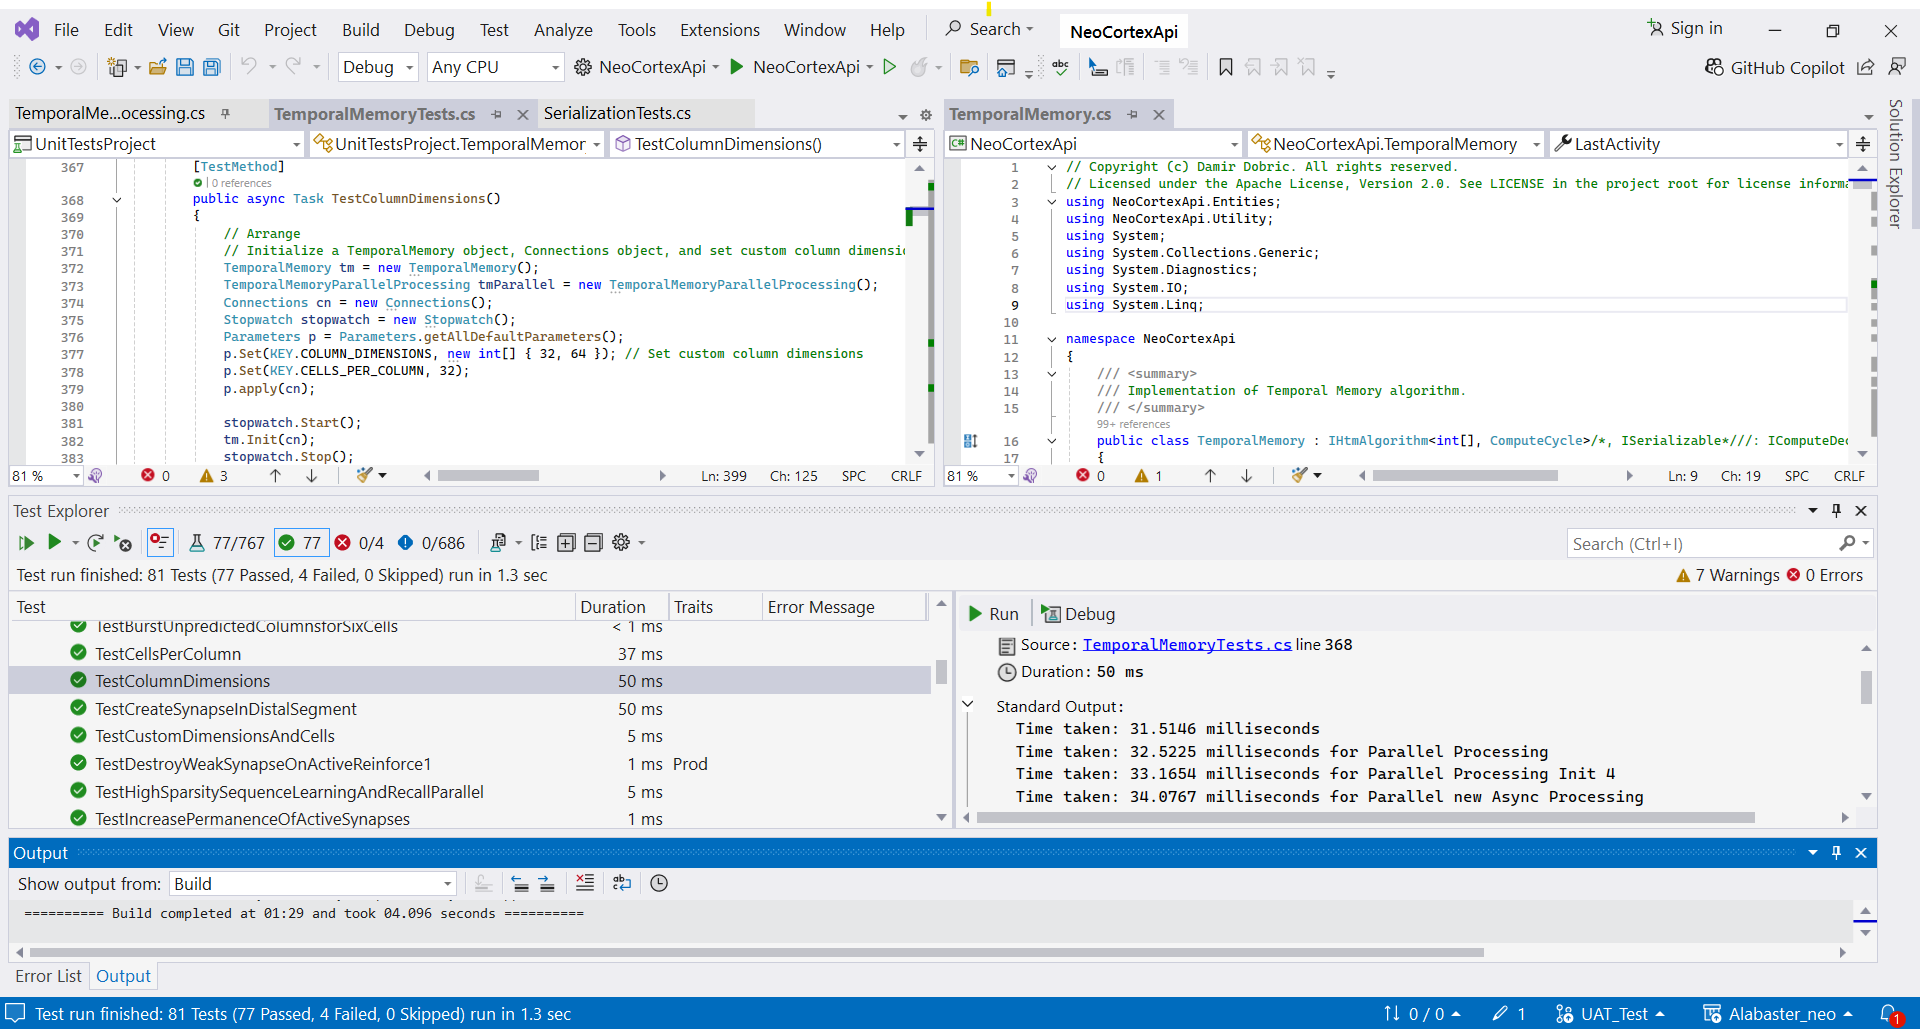 File Edit View Git Project Build Debug Test Analyze Tools Extensions Window Help Search NeoCortexApi Sign in
Debug Any CPU NeoCortexApi NeoCortexApi abc GitHub Copilot
TemporalMe...ocessing.cs TemporalMemoryTests.cs SerializationTests.cs
UnitTestsProject UnitTestsProject.TemporalMemor TestColumnDimensions()
367 [TestMethod]
0 references
368 public async Task TestColumnDimensions()
369 {
370 // Arrange
371 // Initialize a TemporalMemory object, Connections object, and set custom column dimensi
372 TemporalMemory tm = new TemporalMemory();
373 TemporalMemoryParallelProcessing tmParallel = new TemporalMemoryParallelProcessing();
374 Connections cn = new Connections();
375 Stopwatch stopwatch = new Stopwatch();
376 Parameters p = Parameters.getAllDefaultParameters();
377 p.Set(KEY.COLUMN_DIMENSIONS, new int[] { 32, 64 }); // Set custom column dimensions
378 p.Set(KEY.CELLS_PER_COLUMN, 32);
379 p.apply(cn);
380
381 stopwatch.Start();
382 tm.Init(cn);
383 stopwatch.Stop();
81 % 0 3 Ln: 399 Ch: 125 SPC CRLF
TemporalMemory.cs
C# NeoCortexApi NeoCortexApi.TemporalMemory LastActivity
1 // Copyright (c) Damir Dobric. All rights reserved.
2 // Licensed under the Apache License, Version 2.0. See LICENSE in the project root for license informa
3 using NeoCortexApi.Entities;
4 using NeoCortexApi.Utility;
5 using System;
6 using System.Collections.Generic;
7 using System.Diagnostics;
8 using System.IO;
9 using System.Linq;
10
11 namespace NeoCortexApi
12 {
13 /// <summary>
14 /// Implementation of Temporal Memory algorithm.
15 /// </summary>
99+ references
16 public class TemporalMemory : IHtmAlgorithm<int[], ComputeCycle>/*, ISerializable*///: IComputeDec
17 {
81 % 0 1 Ln: 9 Ch: 19 SPC CRLF
Solution Explorer
Test Explorer
77/767 77 0/4 0/686 Search (Ctrl+I)
Test run finished: 81 Tests (77 Passed, 4 Failed, 0 Skipped) run in 1.3 sec 7 Warnings 0 Errors
Test Duration Traits Error Message
TestBurstUnpredictedColumnsforSixCells < 1 ms
TestCellsPerColumn 37 ms
TestColumnDimensions 50 ms
TestCreateSynapseInDistalSegment 50 ms
TestCustomDimensionsAndCells 5 ms
TestDestroyWeakSynapseOnActiveReinforce1 1 ms Prod
TestHighSparsitySequenceLearningAndRecallParallel 5 ms
TestIncreasePermanenceOfActiveSynapses 1 ms
Run Debug
Source: TemporalMemoryTests.cs line 368
Duration: 50 ms
Standard Output:
Time taken: 31.5146 milliseconds
Time taken: 32.5225 milliseconds for Parallel Processing
Time taken: 33.1654 milliseconds for Parallel Processing Init 4
Time taken: 34.0767 milliseconds for Parallel new Async Processing
Output
Show output from: Build
========== Build completed at 01:29 and took 04.096 seconds ==========
Error List Output
Test run finished: 81 Tests (77 Passed, 4 Failed, 0 Skipped) run in 1.3 sec 0 / 0 1 UAT_Test Alabaster_neo 1